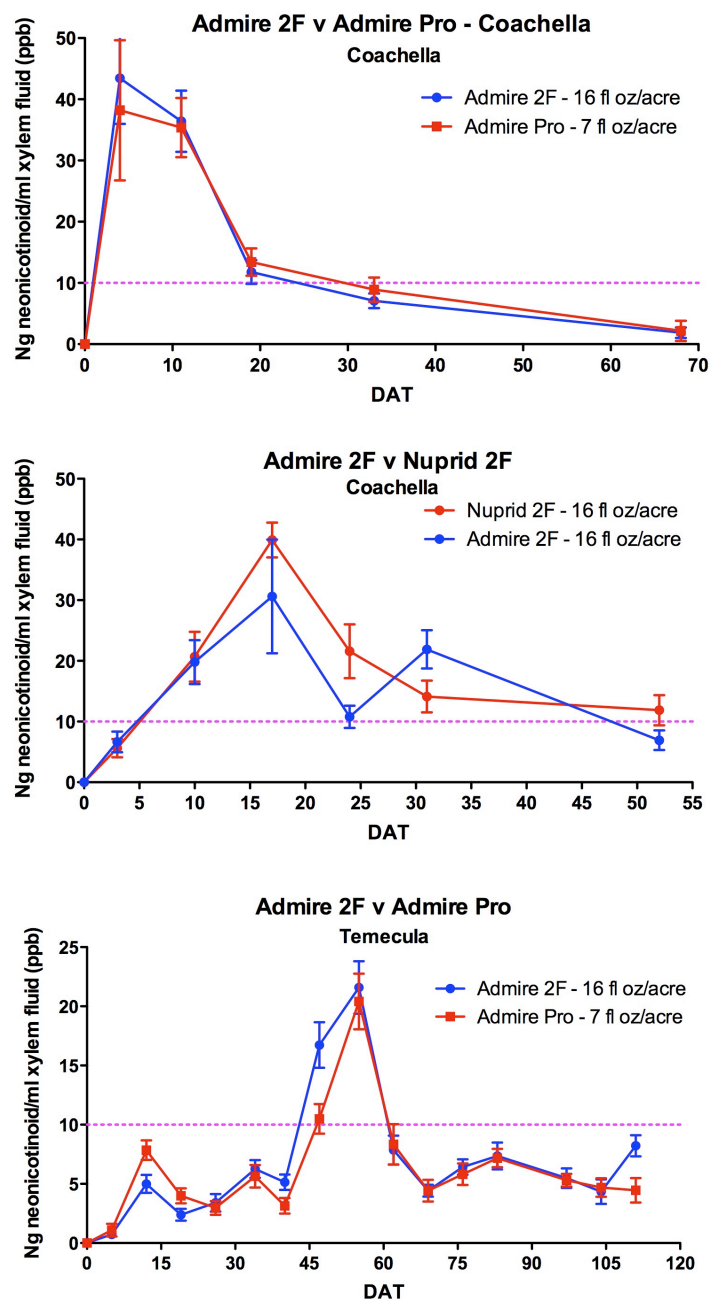 Admire 2F v Admire Pro - Coachella
Coachella
Ng neonicotinoid/ml xylem fluid (ppb)
50
40
30
20
10
0
Admire 2F - 16 fl oz/acre
Admire Pro - 7 fl oz/acre
0 10 20 30 40 50 60 70
DAT
Admire 2F v Nuprid 2F
Coachella
Ng neonicotinoid/ml xylem fluid (ppb)
50
40
30
20
10
0
Nuprid 2F - 16 fl oz/acre
Admire 2F - 16 fl oz/acre
0 5 10 15 20 25 30 35 40 45 50 55
DAT
Admire 2F v Admire Pro
Temecula
Ng neonicotinoid/ml xylem fluid (ppb)
25
20
15
10
5
0
Admire 2F - 16 fl oz/acre
Admire Pro - 7 fl oz/acre
0 15 30 45 60 75 90 105 120
DAT